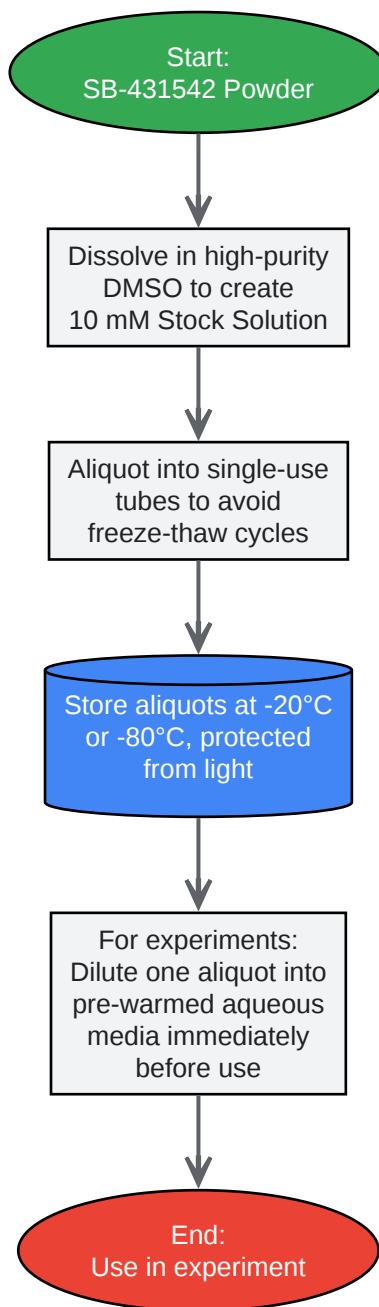 Start:
SB-431542 Powder
Dissolve in high-purity
DMSO to create
10 mM Stock Solution
Aliquot into single-use
tubes to avoid
freeze-thaw cycles
Store aliquots at -20°C
or -80°C, protected
from light
For experiments:
Dilute one aliquot into
pre-warmed aqueous
media immediately
before use
End:
Use in experiment